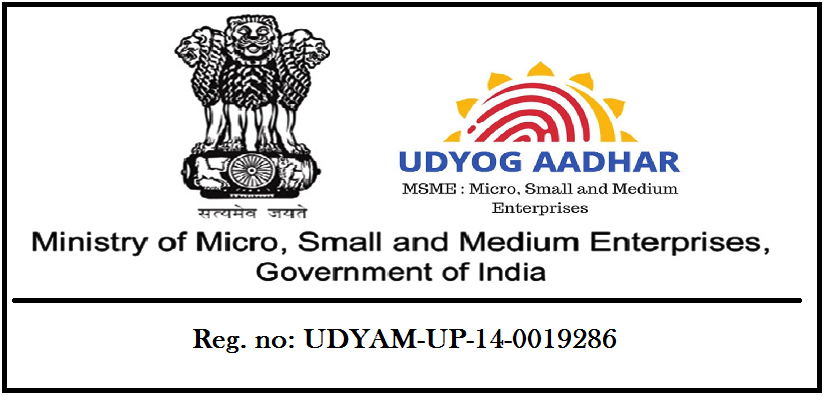 सत्यमेव जयते
UDYOG AADHAR
MSME : Micro, Small and Medium
Enterprises
Ministry of Micro, Small and Medium Enterprises,
Government of India
Reg. no: UDYAM-UP-14-0019286